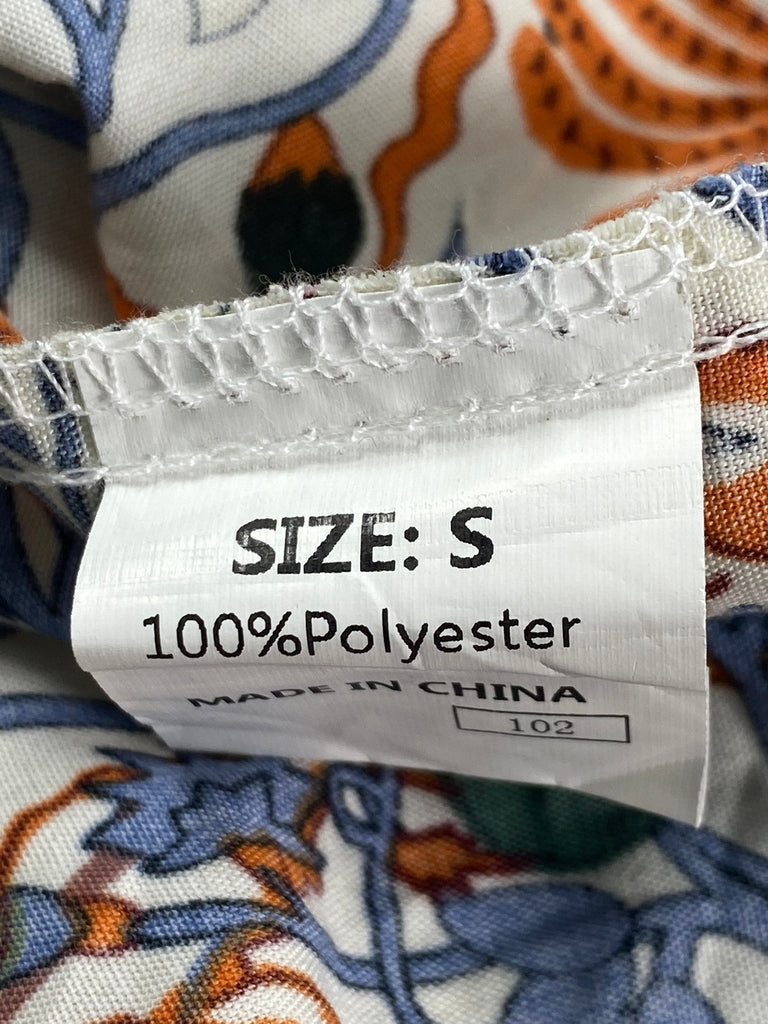 SIZE: S
100%Polyester
MADE IN CHINA
102